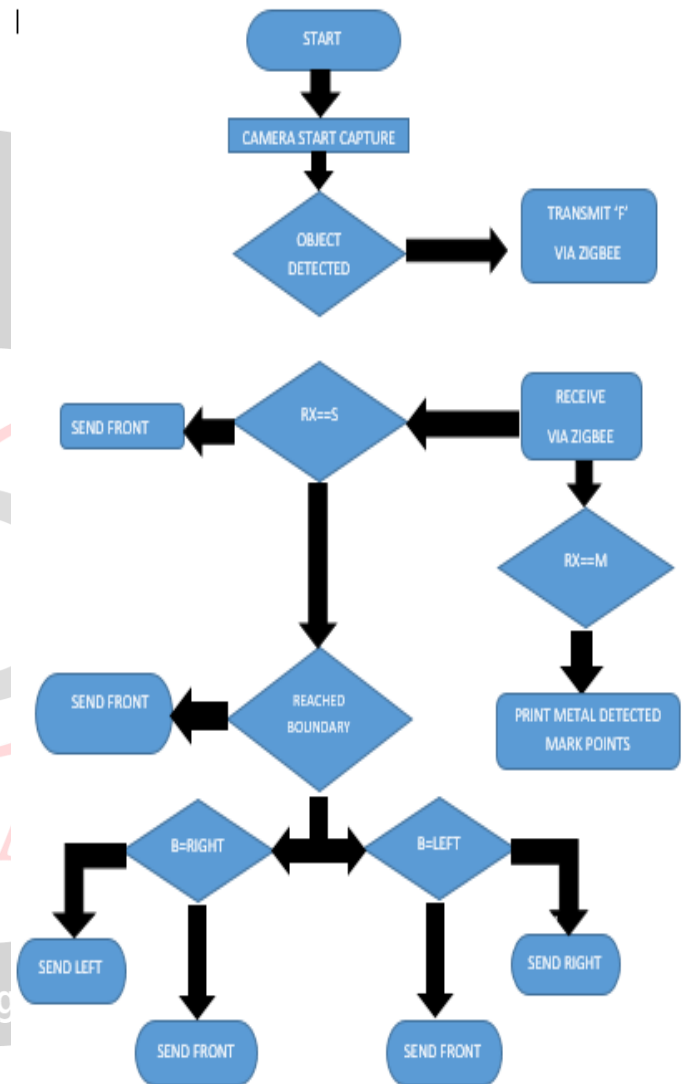 START
CAMERA START CAPTURE
OBJECT
DETECTED
TRANSMIT 'F'
VIA ZIGBEE
SEND FRONT
RX==S
RECEIVE
VIA ZIGBEE
RX==M
SEND FRONT
REACHED
BOUNDARY
PRINT METAL DETECTED
MARK POINTS
B=RIGHT
B=LEFT
SEND LEFT
SEND RIGHT
SEND FRONT
SEND FRONT